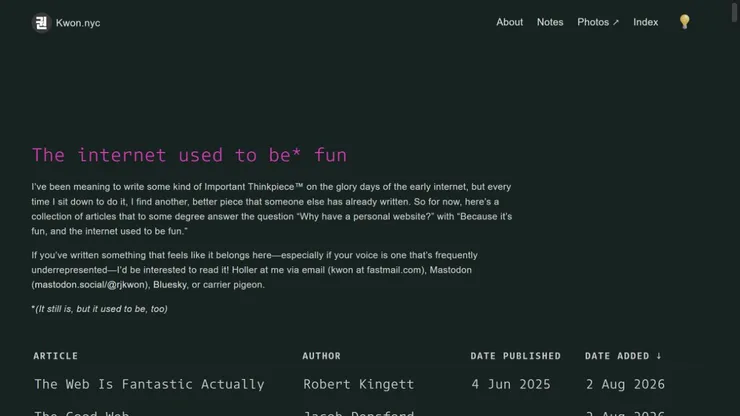 권 Kwon.nyc
About Notes Photos ↗ Index
The internet used to be* fun
I've been meaning to write some kind of Important Thinkpiece™ on the glory days of the early internet, but every
time I sit down to do it, I find another, better piece that someone else has already written. So for now, here's a
collection of articles that to some degree answer the question “Why have a personal website?” with “Because it's
fun, and the internet used to be fun.”
If you've written something that feels like it belongs here—especially if your voice is one that's frequently
underrepresented—I'd be interested to read it! Holler at me via email (kwon at fastmail.com), Mastodon
(mastodon.social/@rjkwon), Bluesky, or carrier pigeon.
*(It still is, but it used to be, too)
ARTICLE AUTHOR DATE PUBLISHED DATE ADDED ↓
The Web Is Fantastic Actually Robert Kingett 4 Jun 2025 2 Aug 2026
The Good Web